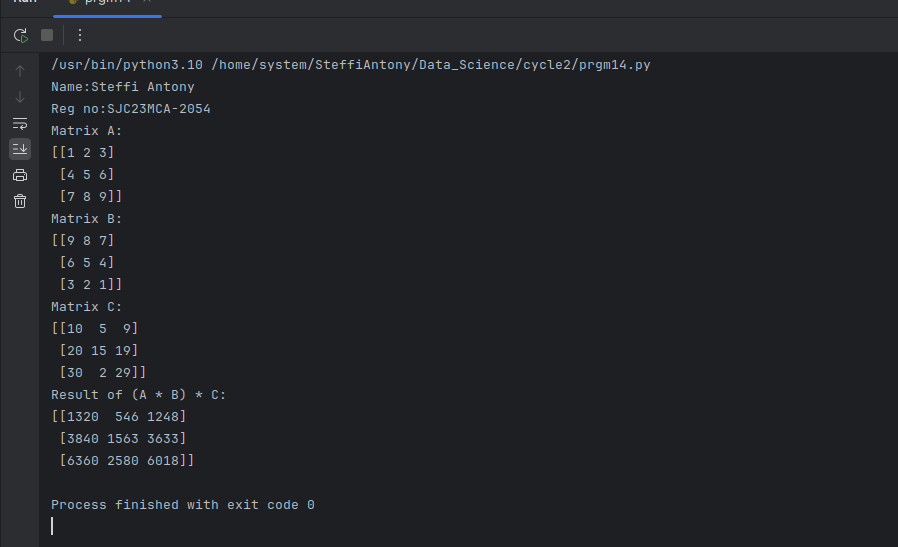 Run prgm14 ×
/usr/bin/python3.10 /home/system/SteffiAntony/Data_Science/cycle2/prgm14.py
Name:Steffi Antony
Reg no:SJC23MCA-2054
Matrix A:
[[1 2 3]
 [4 5 6]
 [7 8 9]]
Matrix B:
[[9 8 7]
 [6 5 4]
 [3 2 1]]
Matrix C:
[[10  5  9]
 [20 15 19]
 [30  2 29]]
Result of (A * B) * C:
[[1320  546 1248]
 [3840 1563 3633]
 [6360 2580 6018]]
Process finished with exit code 0